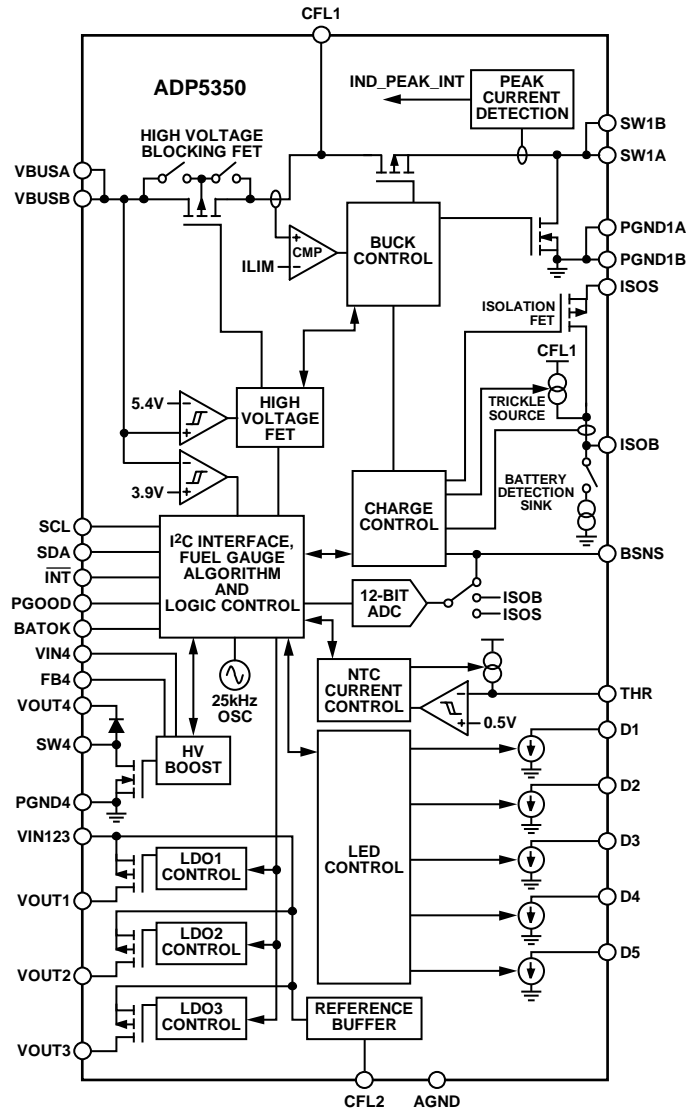 CFL1
ADP5350
IND_PEAK_INT
PEAK
CURRENT
DETECTION
HIGH VOLTAGE
BLOCKING FET
SW1B
SW1A
VBUSA
VBUSB
+
CMP
ILIM
−
BUCK
CONTROL
PGND1A
PGND1B
ISOS
ISOLATION
FET
CFL1
TRICKLE
SOURCE
5.4V
−
+
HIGH
VOLTAGE
FET
ISOB
−
3.9V
+
BATTERY
DETECTION
SINK
CHARGE
CONTROL
SCL
SDA
INT
PGOOD
BATOK
I2C INTERFACE,
FUEL GAUGE
ALGORITHM
AND
LOGIC CONTROL
BSNS
12-BIT
ADC
ISOB
ISOS
VIN4
FB4
VOUT4
SW4
PGND4
25kHz
OSC
HV
BOOST
NTC
CURRENT
CONTROL
−
+
0.5V
THR
D1
D2
D3
D4
D5
LED
CONTROL
VIN123
LDO1
CONTROL
VOUT1
LDO2
CONTROL
VOUT2
LDO3
CONTROL
VOUT3
REFERENCE
BUFFER
CFL2
AGND